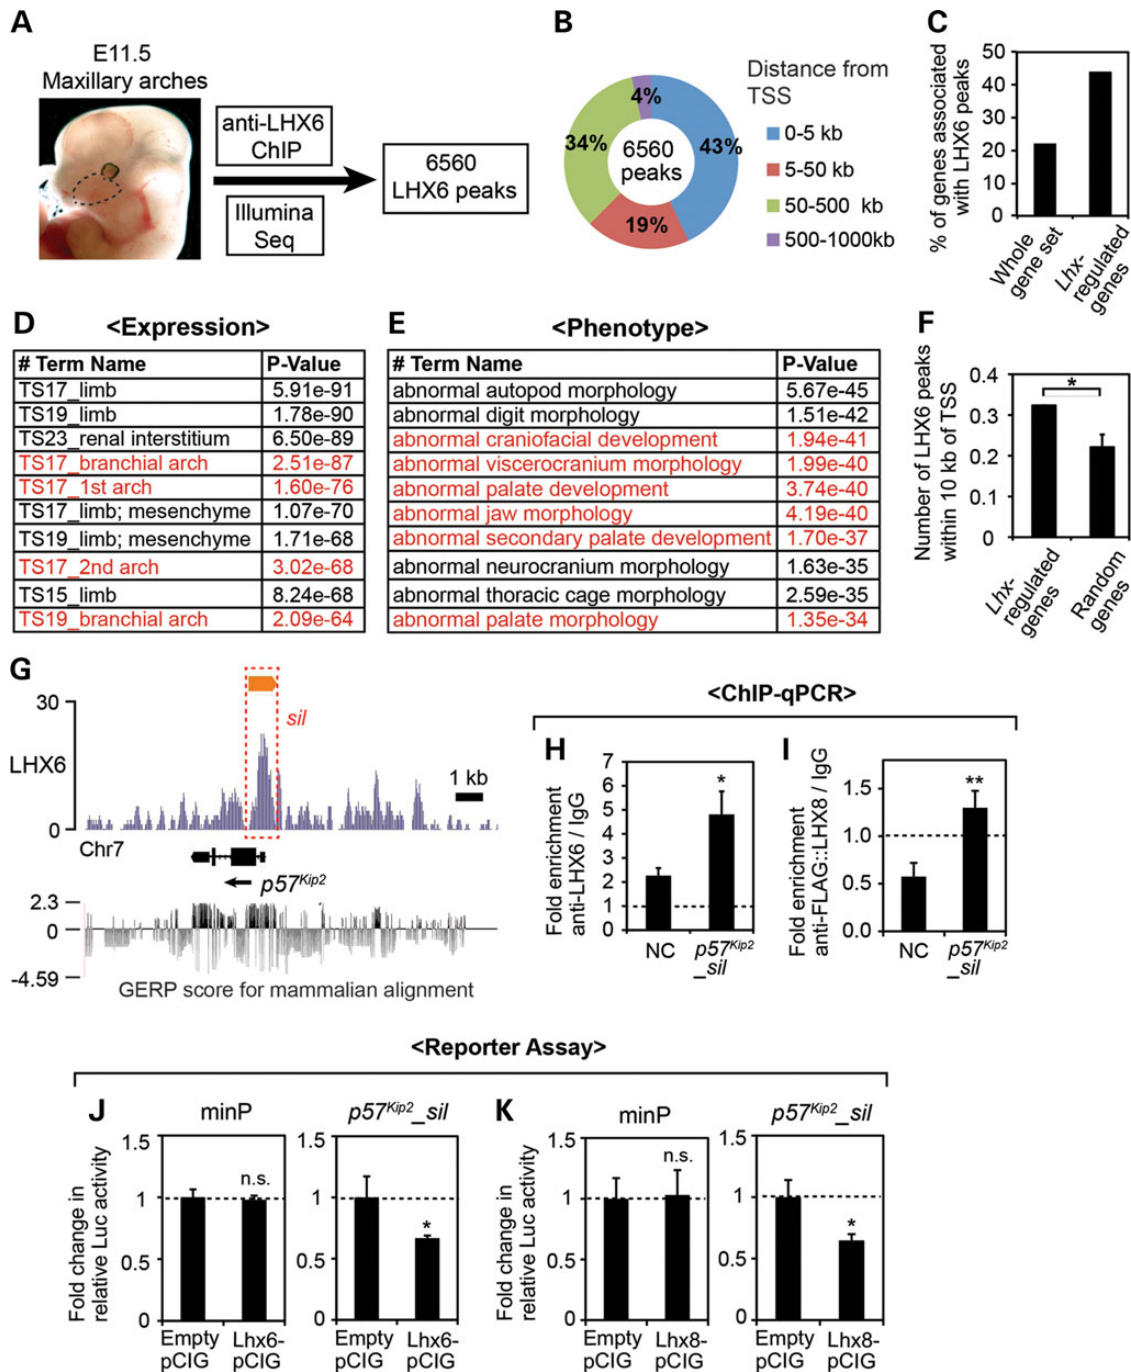 A
E11.5
Maxillary arches
anti-LHX6
ChIP
Illumina
Seq
6560
LHX6 peaks
B
4%
34%
43%
19%
6560
peaks
Distance from
TSS
0-5 kb
5-50 kb
50-500 kb
500-1000kb
C
% of genes associated
with LHX6 peaks
50
40
30
20
10
0
Whole
gene set
Lhx-
regulated
genes
D <Expression>
# Term Name P-Value
TS17_limb 5.91e-91
TS19_limb 1.78e-90
TS23_renal interstitium 6.50e-89
TS17_branchial arch 2.51e-87
TS17_1st arch 1.60e-76
TS17_limb; mesenchyme 1.07e-70
TS19_limb; mesenchyme 1.71e-68
TS17_2nd arch 3.02e-68
TS15_limb 8.24e-68
TS19_branchial arch 2.09e-64
E <Phenotype>
# Term Name P-Value
abnormal autopod morphology 5.67e-45
abnormal digit morphology 1.51e-42
abnormal craniofacial development 1.94e-41
abnormal viscerocranium morphology 1.99e-40
abnormal palate development 3.74e-40
abnormal jaw morphology 4.19e-40
abnormal secondary palate development 1.70e-37
abnormal neurocranium morphology 1.63e-35
abnormal thoracic cage morphology 2.59e-35
abnormal palate morphology 1.35e-34
F
Number of LHX6 peaks
within 10 kb of TSS
0.4
0.3
0.2
0.1
0
*
Lhx-
regulated
genes
Random
genes
G
30
LHX6
0
sil
1 kb
Chr7
p57Kip2
2.3
0
-4.59
GERP score for mammalian alignment
<ChIP-qPCR>
H
Fold enrichment
anti-LHX6 / IgG
7
6
5
4
3
2
1
0
*
NC
p57Kip2
_sil
I
Fold enrichment
anti-FLAG::LHX8 / IgG
1.0
0.5
0.0
**
NC
p57Kip2
_sil
<Reporter Assay>
J
minP
Fold change in
relative Luc activity
1.5
1
0.5
0
n.s.
Empty
pCIG
Lhx6-
pCIG
p57Kip2_sil
1.5
1
0.5
0
*
Empty
pCIG
Lhx6-
pCIG
K
minP
Fold change in
relative Luc activity
1.5
1
0.5
0
n.s.
Empty
pCIG
Lhx8-
pCIG
p57Kip2_sil
1.5
1
0.5
0
*
Empty
pCIG
Lhx8-
pCIG